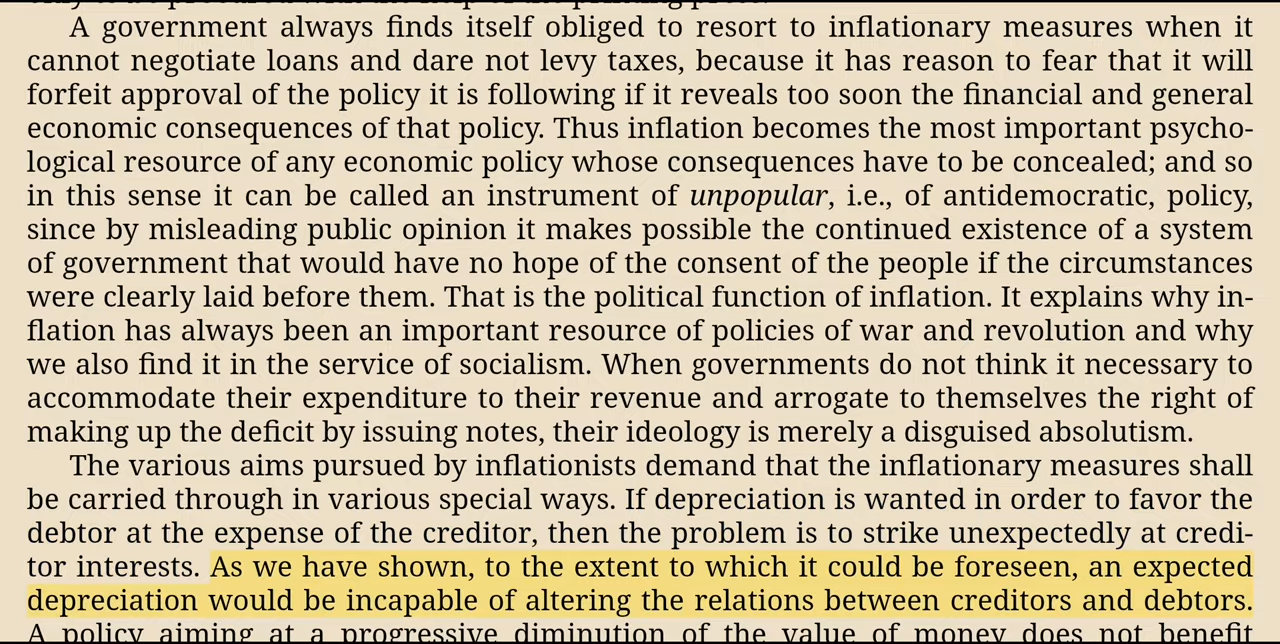 A government always finds itself obliged to resort to inflationary measures when it
cannot negotiate loans and dare not levy taxes, because it has reason to fear that it will
forfeit approval of the policy it is following if it reveals too soon the financial and general
economic consequences of that policy. Thus inflation becomes the most important psycho-
logical resource of any economic policy whose consequences have to be concealed; and so
in this sense it can be called an instrument of unpopular, i.e., of antidemocratic, policy,
since by misleading public opinion it makes possible the continued existence of a system
of government that would have no hope of the consent of the people if the circumstances
were clearly laid before them. That is the political function of inflation. It explains why in-
flation has always been an important resource of policies of war and revolution and why
we also find it in the service of socialism. When governments do not think it necessary to
accommodate their expenditure to their revenue and arrogate to themselves the right of
making up the deficit by issuing notes, their ideology is merely a disguised absolutism.
The various aims pursued by inflationists demand that the inflationary measures shall
be carried through in various special ways. If depreciation is wanted in order to favor the
debtor at the expense of the creditor, then the problem is to strike unexpectedly at credi-
tor interests. As we have shown, to the extent to which it could be foreseen, an expected
depreciation would be incapable of altering the relations between creditors and debtors.
A policy aiming at a progressive diminution of the value of money does not benefit